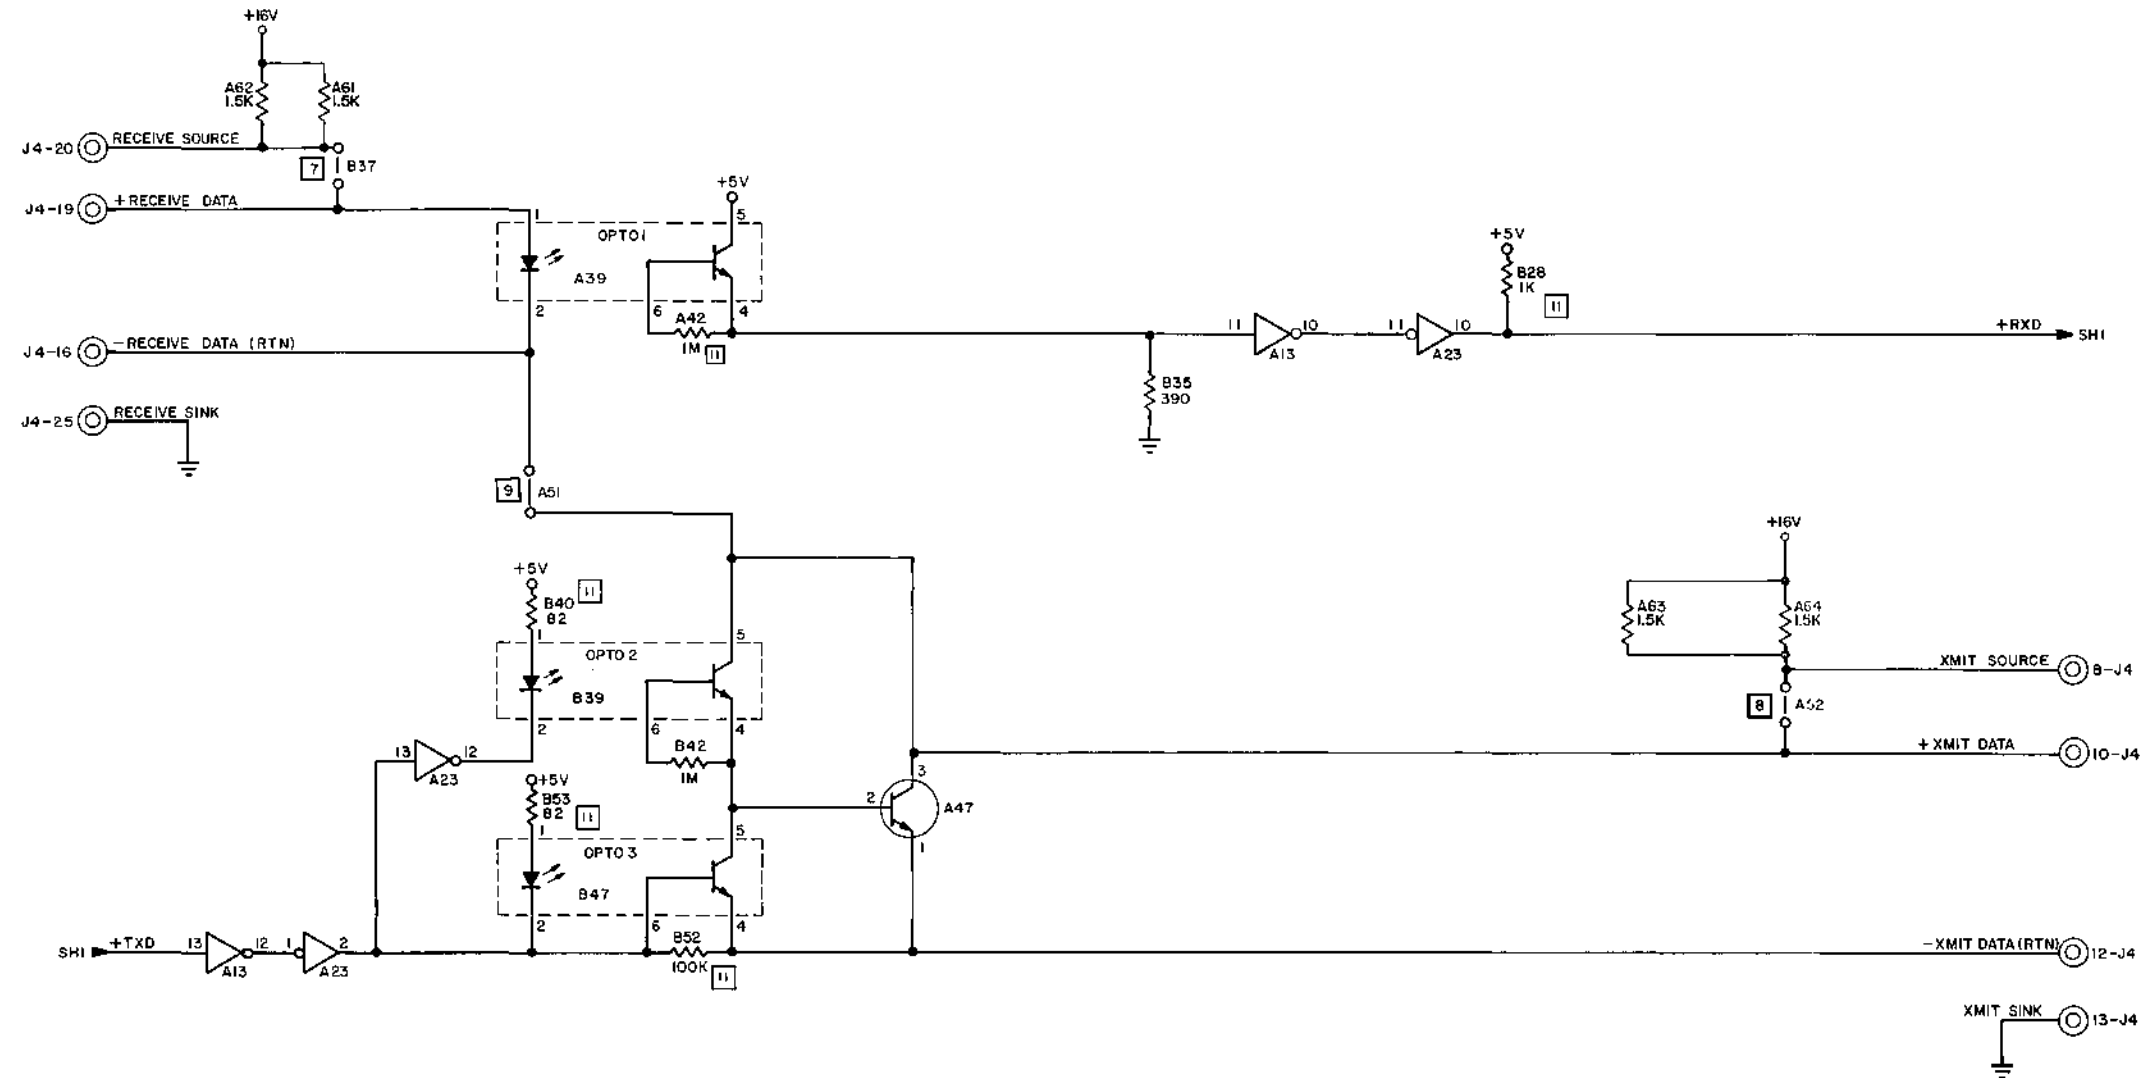 +16V
A62
1.5K
A61
1.5K
J4-20 RECEIVE SOURCE
7 B37
J4-19 +RECEIVE DATA
+5V
1
5
OPTO1
A39
2
6
4
A42
1M 11
J4-16 -RECEIVE DATA (RTN)
J4-25 RECEIVE SINK
+5V
B28
1K
11
11 10
A13
11 10
A23
+RXD SH1
B35
390
9 A51
+5V
B40
82
11
1
5
OPTO 2
B39
2
6
4
B42
1M
13 12
A23
+5V
B53
82
11
1
5
OPTO 3
B47
2
6
4
B52
100K 11
SH1 +TXD
13 12
A13
1 2
A23
3
2
A47
1
+16V
A63
1.5K
A64
1.5K
XMIT SOURCE 8-J4
8 A52
+XMIT DATA 10-J4
-XMIT DATA (RTN) 12-J4
XMIT SINK 13-J4